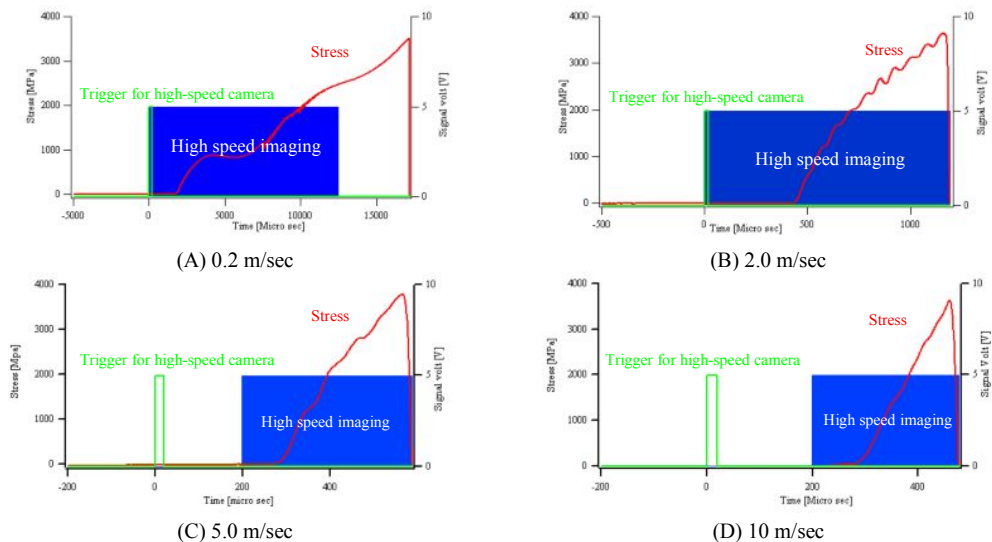 4000
3000
2000
1000
0
Stress [MPa]
10
5
0
Signal volt [V]
Stress
Trigger for high-speed camera
High speed imaging
-5000
0
5000
10000
15000
Time [Micro sec]
(A) 0.2 m/sec
4000
3000
2000
1000
0
Stress [MPa]
10
5
0
Signal volt [V]
Stress
Trigger for high-speed camera
High speed imaging
-500
0
500
1000
Time [Micro sec]
(B) 2.0 m/sec
4000
3000
2000
1000
0
Stress [Mpa]
10
5
0
Signal volt [V]
Stress
Trigger for high-speed camera
High speed imaging
-200
0
200
400
Time [micro sec]
(C) 5.0 m/sec
4000
3000
2000
1000
0
Stress [MPa]
10
5
0
Signal Volt [V]
Stress
Trigger for high-speed camera
High speed imaging
-200
0
200
400
Time [Micro sec]
(D) 10 m/sec